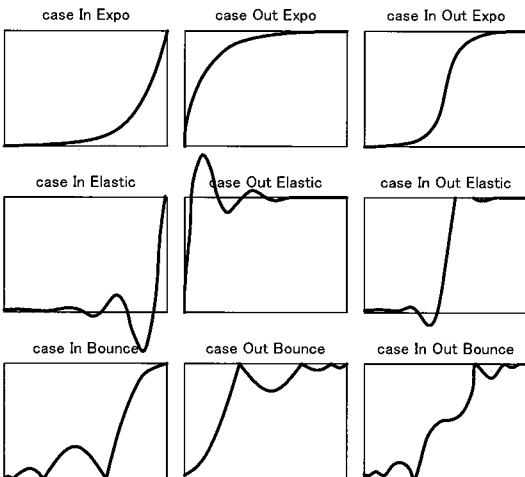 case In Expo
case Out Expo
case In Out Expo
case In Elastic
case Out Elastic
case In Out Elastic
case In Bounce
case Out Bounce
case In Out Bounce